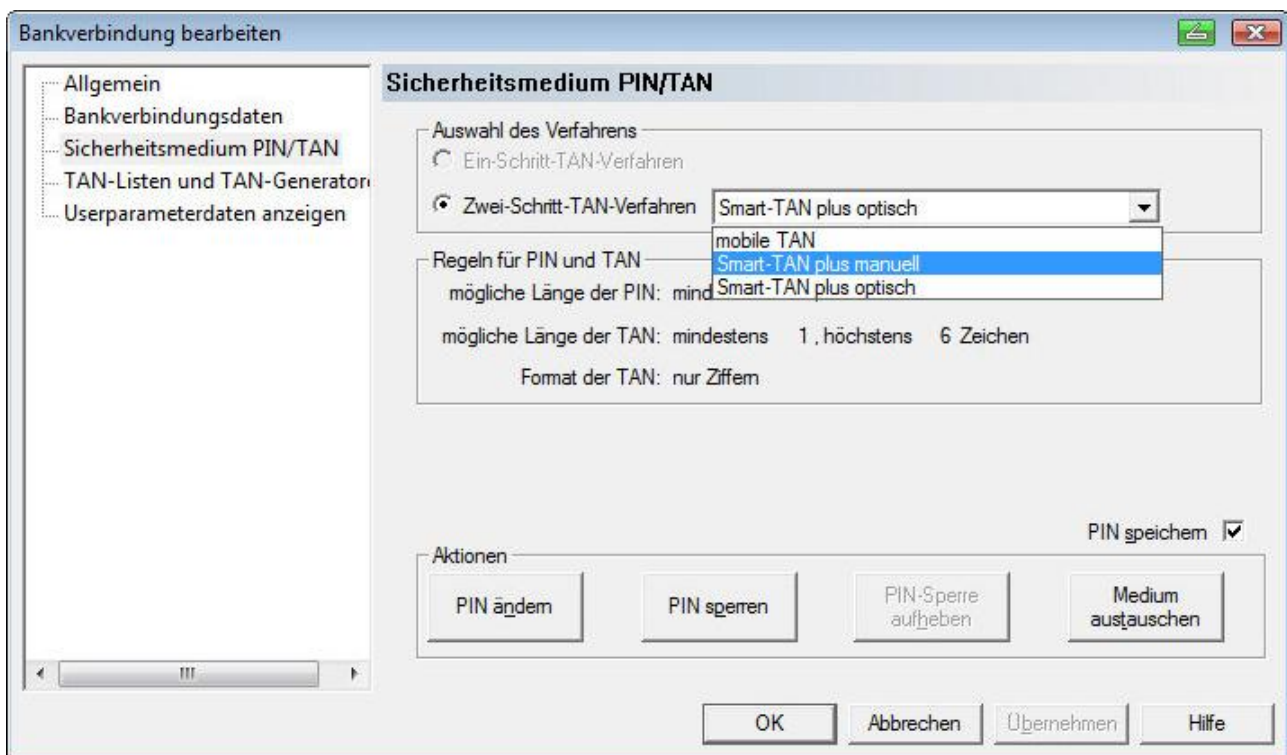 Bankverbindung bearbeiten
Allgemein
Bankverbindungsdaten
Sicherheitsmedium PIN/TAN
TAN-Listen und TAN-Generator
Userparameterdaten anzeigen
Sicherheitsmedium PIN/TAN
Auswahl des Verfahrens
Ein-Schritt-TAN-Verfahren
Zwei-Schritt-TAN-Verfahren Smart-TAN plus optisch
mobile TAN
Smart-TAN plus manuell
Smart-TAN plus optisch
Regeln für PIN und TAN
mögliche Länge der PIN: mind
mögliche Länge der TAN: mindestens 1 , höchstens 6 Zeichen
Format der TAN: nur Ziffern
PIN speichern
Aktionen
PIN ändern
PIN sperren
PIN-Sperre
aufheben
Medium
austauschen
OK
Abbrechen
Übernehmen
Hilfe